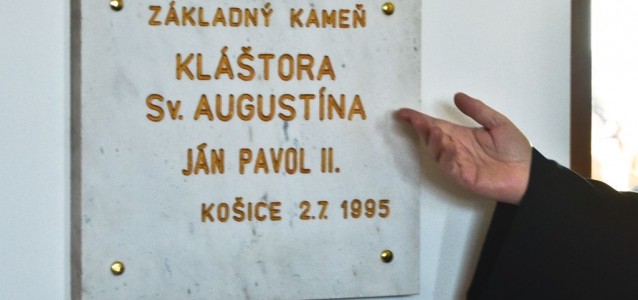 ZÁKLADNÝ KAMEŇ
KLÁŠTORA
Sv. AUGUSTÍNA
JÁN PAVOL II.
KOŠICE 2.7. 1995